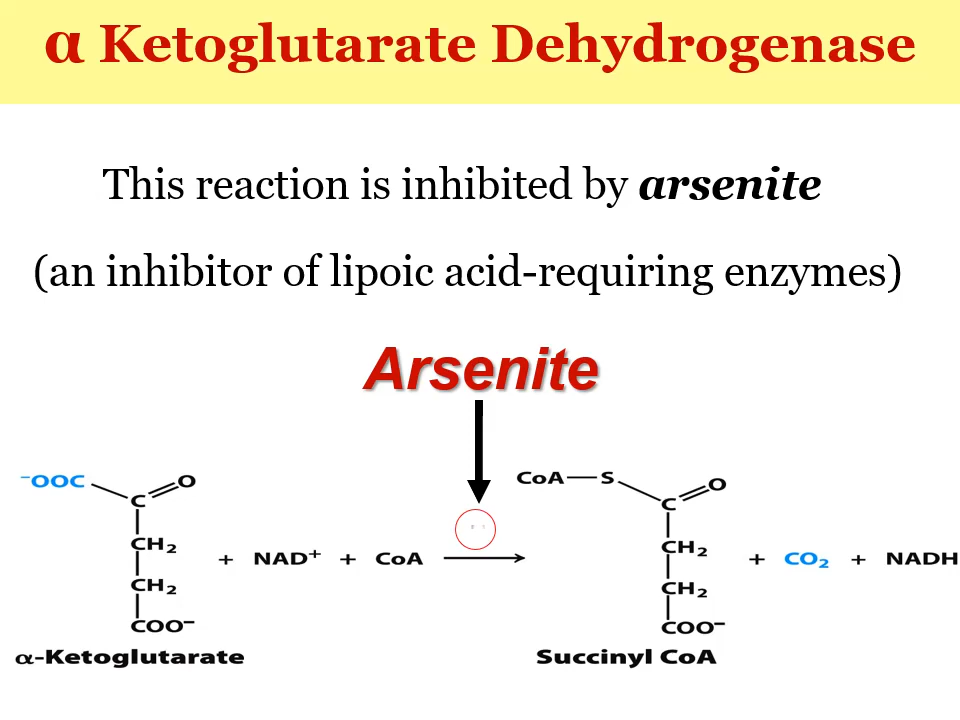 α Ketoglutarate Dehydrogenase
This reaction is inhibited by arsenite
(an inhibitor of lipoic acid-requiring enzymes)
Arsenite
⁻OOC O CoA—S O
C C
CH₂ CH₂
+ NAD⁺ + CoA + CO₂ + NADH
CH₂ CH₂
COO⁻ COO⁻
α-Ketoglutarate Succinyl CoA